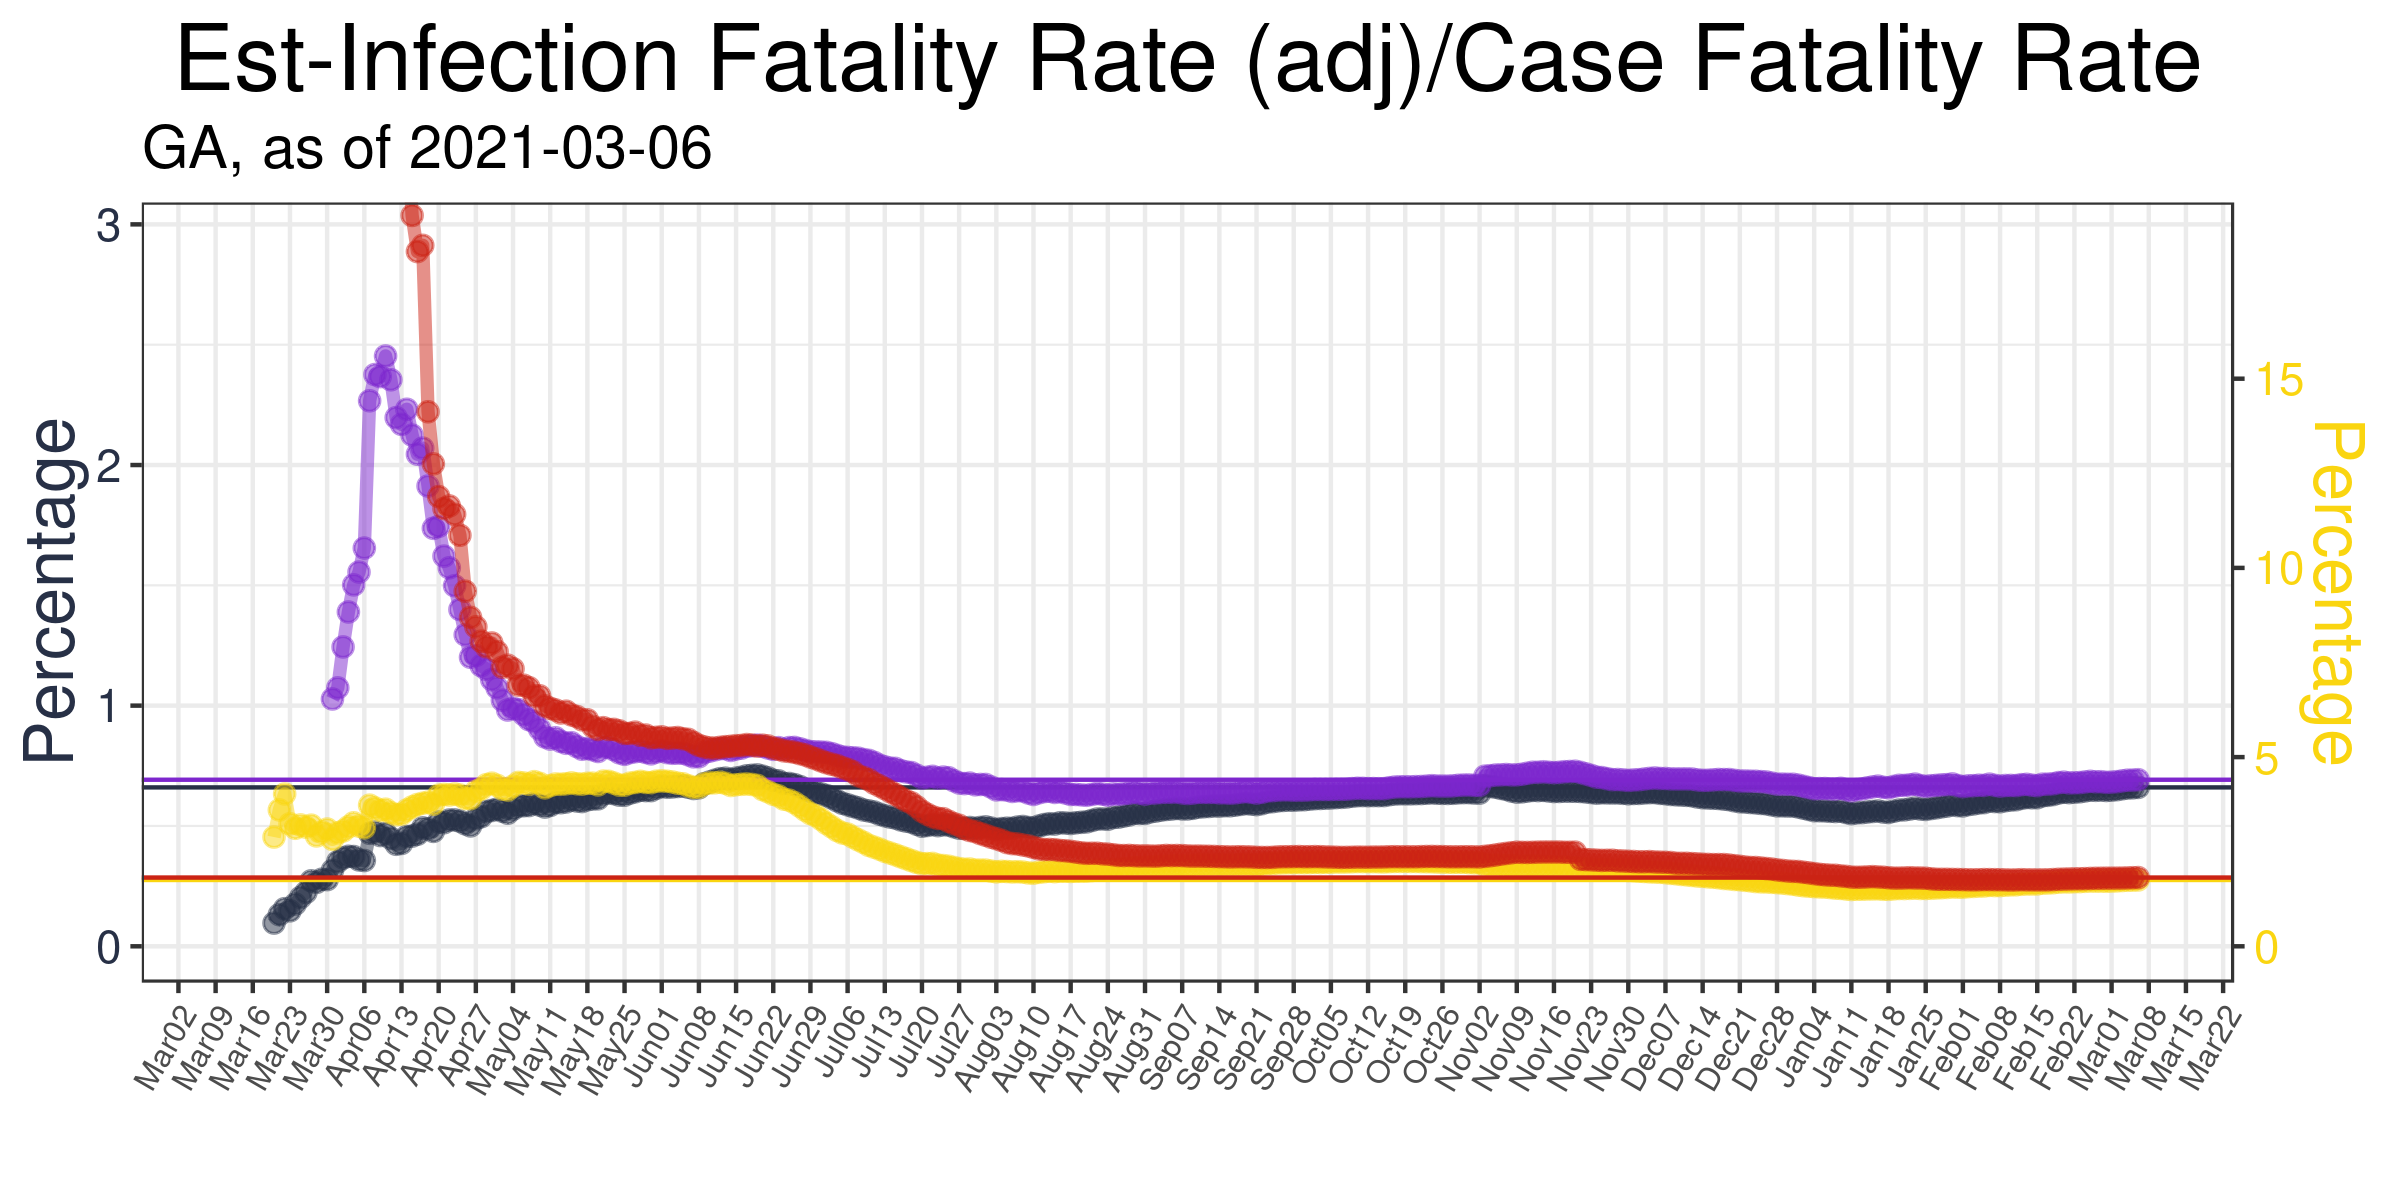 Est-Infection Fatality Rate (adj)/Case Fatality Rate
GA, as of 2021-03-06
Percentage
3
2
1
0
15
10
5
0
Percentage
Mar02
Mar09
Mar16
Mar23
Mar30
Apr06
Apr13
Apr20
Apr27
May04
May11
May18
May25
Jun01
Jun08
Jun15
Jun22
Jun29
Jul06
Jul13
Jul20
Jul27
Aug03
Aug10
Aug17
Aug24
Aug31
Sep07
Sep14
Sep21
Sep28
Oct05
Oct12
Oct19
Oct26
Nov02
Nov09
Nov16
Nov23
Nov30
Dec07
Dec14
Dec21
Dec28
Dec04
Jan11
Jan18
Jan25
Feb01
Feb08
Feb15
Feb22
Mar01
Mar08
Mar15
Mar22